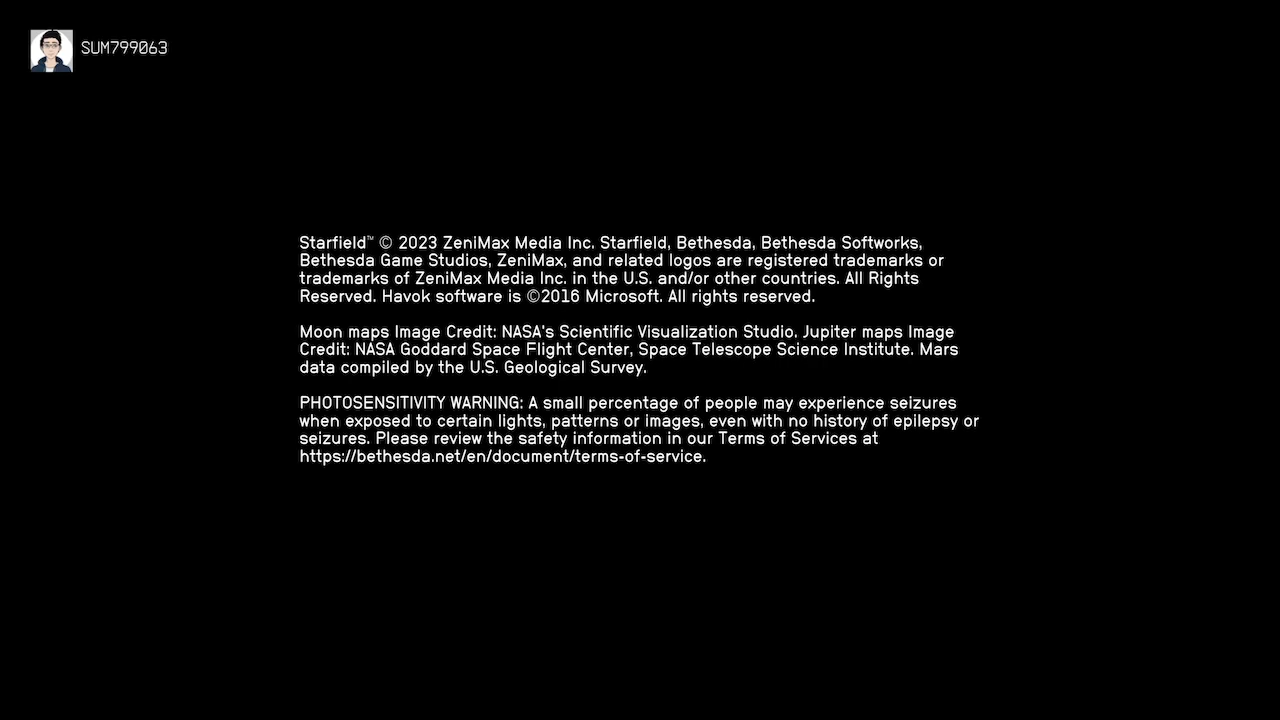 SUM799063
Starfield™ © 2023 ZeniMax Media Inc. Starfield, Bethesda, Bethesda Softworks,
Bethesda Game Studios, ZeniMax, and related logos are registered trademarks or
trademarks of ZeniMax Media Inc. in the U.S. and/or other countries. All Rights
Reserved. Havok software is ©2016 Microsoft. All rights reserved.
Moon maps Image Credit: NASA's Scientific Visualization Studio. Jupiter maps Image
Credit: NASA Goddard Space Flight Center, Space Telescope Science Institute. Mars
data compiled by the U.S. Geological Survey.
PHOTOSENSITIVITY WARNING: A small percentage of people may experience seizures
when exposed to certain lights, patterns or images, even with no history of epilepsy or
seizures. Please review the safety information in our Terms of Services at
https://bethesda.net/en/document/terms-of-service.